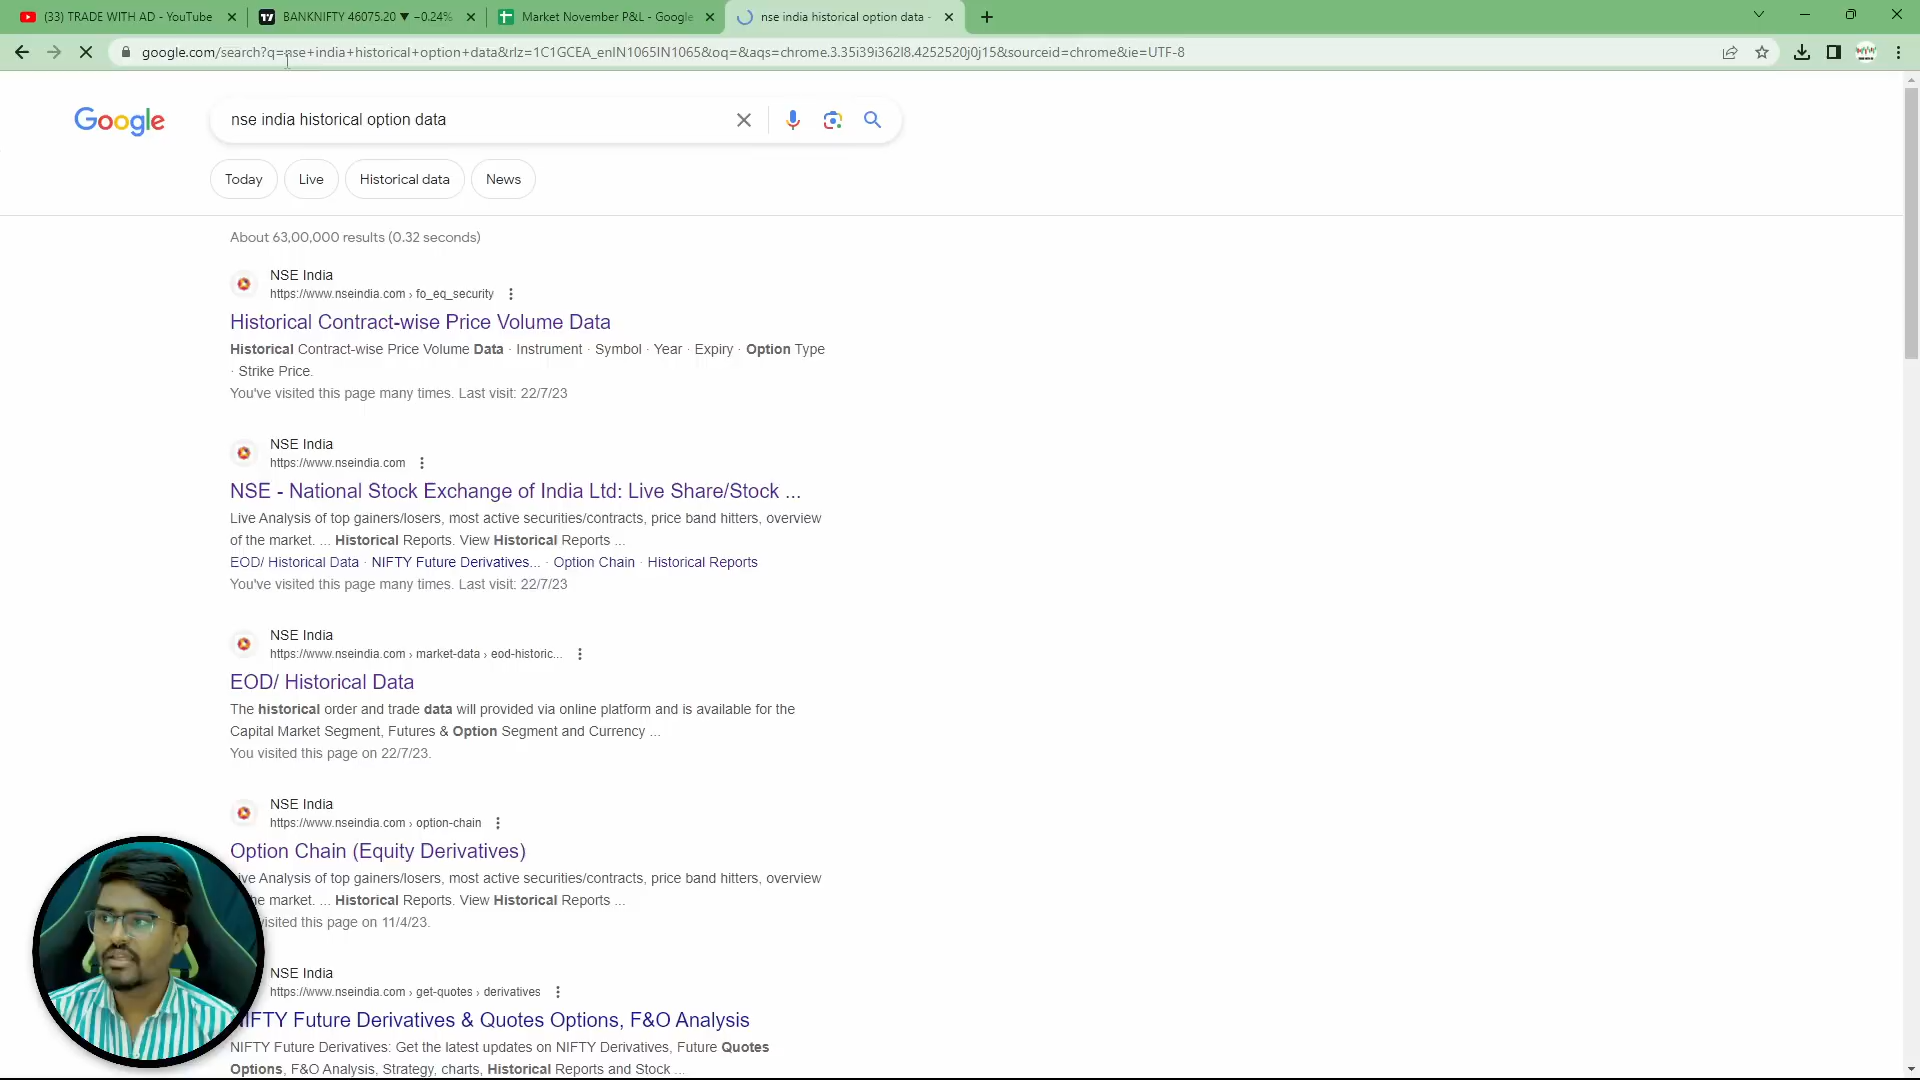 (33) TRADE WITH AD - YouTube
BANKNIFTY 46075.20 ▼ −0.24%
Market November P&L - Google
nse india historical option data -
google.com/search?q=nse+india+historical+option+data&rlz=1C1GCEA_enIN1065IN1065&oq=&aqs=chrome.3.35i39i362l8.4252520j0j15&sourceid=chrome&ie=UTF-8
Google
nse india historical option data
Today
Live
Historical data
News
About 63,00,000 results (0.32 seconds)
NSE India
https://www.nseindia.com › fo_eq_security
Historical Contract-wise Price Volume Data
Historical Contract-wise Price Volume Data · Instrument · Symbol · Year · Expiry · Option Type
· Strike Price.
You've visited this page many times. Last visit: 22/7/23
NSE India
https://www.nseindia.com
NSE - National Stock Exchange of India Ltd: Live Share/Stock ...
Live Analysis of top gainers/losers, most active securities/contracts, price band hitters, overview
of the market. ... Historical Reports. View Historical Reports ...
EOD/ Historical Data · NIFTY Future Derivatives... · Option Chain · Historical Reports
You've visited this page many times. Last visit: 22/7/23
NSE India
https://www.nseindia.com › market-data › eod-historic...
EOD/ Historical Data
The historical order and trade data will provided via online platform and is available for the
Capital Market Segment, Futures & Option Segment and Currency ...
You visited this page on 22/7/23.
NSE India
https://www.nseindia.com › option-chain
Option Chain (Equity Derivatives)
Live Analysis of top gainers/losers, most active securities/contracts, price band hitters, overview
the market. ... Historical Reports. View Historical Reports ...
visited this page on 11/4/23.
NSE India
https://www.nseindia.com › get-quotes › derivatives
NIFTY Future Derivatives & Quotes Options, F&O Analysis
NIFTY Future Derivatives: Get the latest updates on NIFTY Derivatives, Future Quotes
Options, F&O Analysis, Strategy, charts, Historical Reports and Stock ...